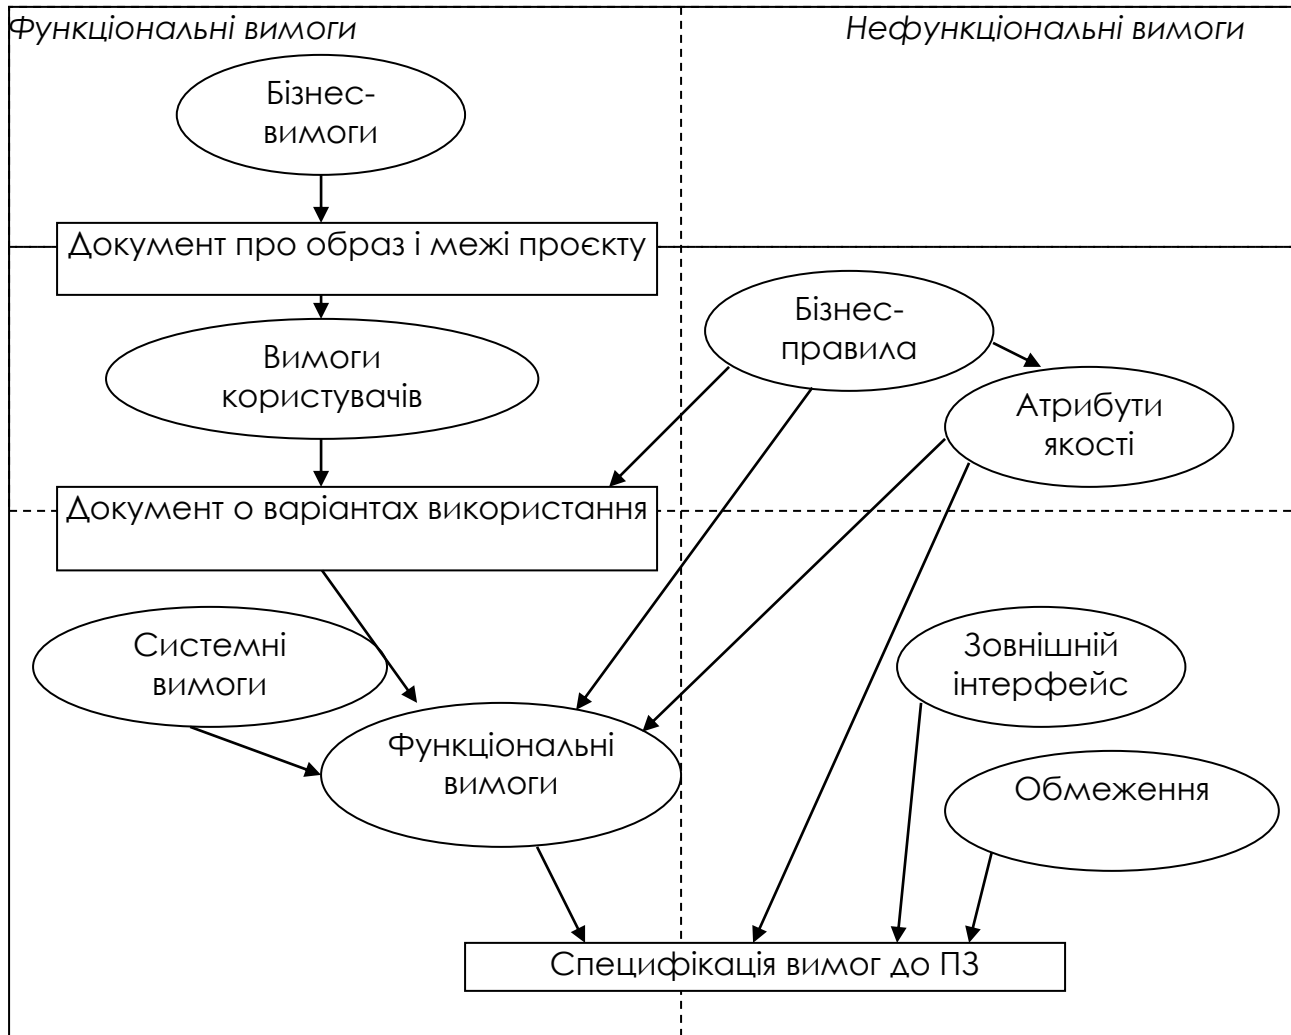 Функціональні вимоги
Нефункціональні вимоги
Бізнес-
вимоги
Документ про образ і межі проєкту
Бізнес-
правила
Вимоги
користувачів
Атрибути
якості
Документ о варіантах використання
Системні
вимоги
Зовнішній
інтерфейс
Функціональні
вимоги
Обмеження
Специфікація вимог до ПЗ